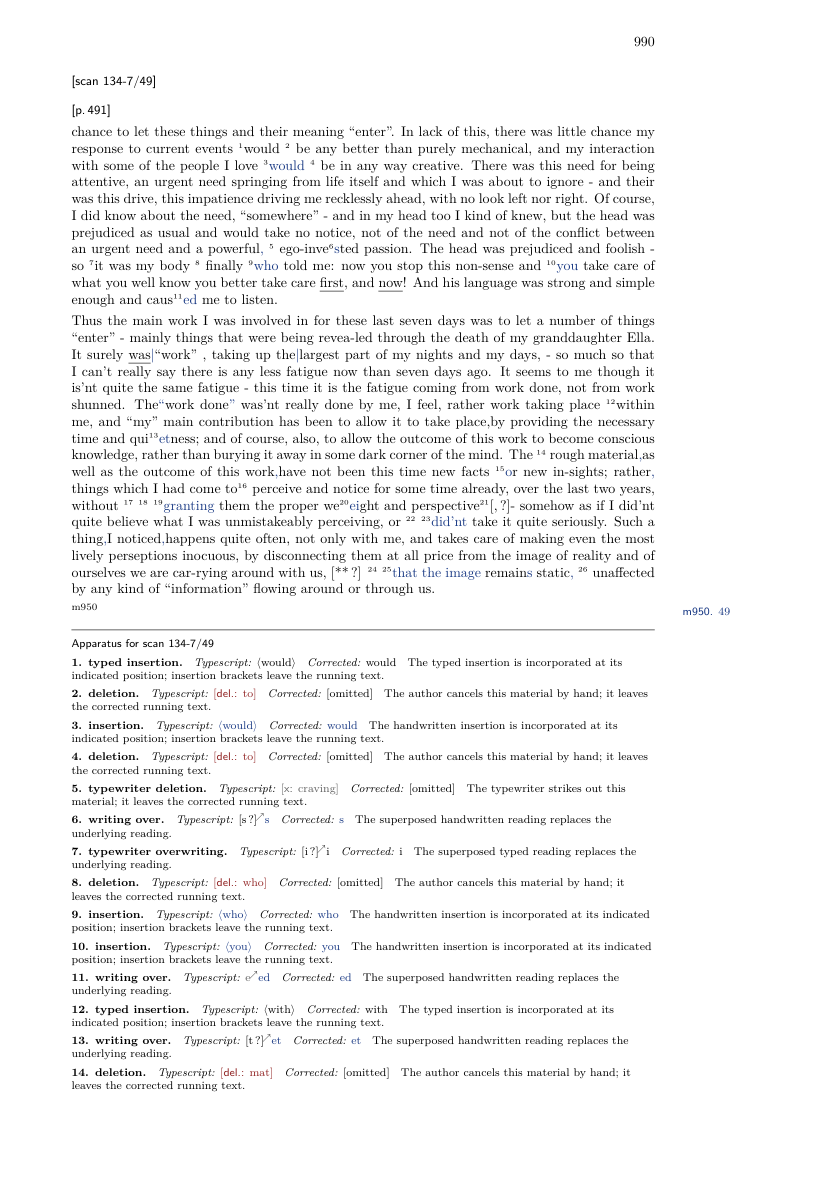 990
[scan 134-7/49]
[p. 491]
chance to let these things and their meaning “enter”. In lack of this, there was little chance my
response to current events ¹would ² be any better than purely mechanical, and my interaction
with some of the people I love ³would ⁴ be in any way creative. There was this need for being
attentive, an urgent need springing from life itself and which I was about to ignore - and their
was this drive, this impatience driving me recklessly ahead, with no look left nor right. Of course,
I did know about the need, “somewhere” - and in my head too I kind of knew, but the head was
prejudiced as usual and would take no notice, not of the need and not of the conflict between
an urgent need and a powerful, ⁵ ego-inve⁶sted passion. The head was prejudiced and foolish -
so ⁷it was my body ⁸ finally ⁹who told me: now you stop this non-sense and ¹⁰you take care of
what you well know you better take care first, and now! And his language was strong and simple
enough and caus¹¹ed me to listen.
Thus the main work I was involved in for these last seven days was to let a number of things
“enter” - mainly things that were being revea-led through the death of my granddaughter Ella.
It surely was|“work” , taking up the|largest part of my nights and my days, - so much so that
I can’t really say there is any less fatigue now than seven days ago. It seems to me though it
is’nt quite the same fatigue - this time it is the fatigue coming from work done, not from work
shunned. The“work done” was’nt really done by me, I feel, rather work taking place ¹²within
me, and “my” main contribution has been to allow it to take place,by providing the necessary
time and qui¹³etness; and of course, also, to allow the outcome of this work to become conscious
knowledge, rather than burying it away in some dark corner of the mind. The ¹⁴ rough material,as
well as the outcome of this work,have not been this time new facts ¹⁵or new in-sights; rather,
things which I had come to¹⁶ perceive and notice for some time already, over the last two years,
without ¹⁷ ¹⁸ ¹⁹granting them the proper we²⁰eight and perspective²¹[, ?]- somehow as if I did’nt
quite believe what I was unmistakeably perceiving, or ²² ²³did’nt take it quite seriously. Such a
thing,I noticed,happens quite often, not only with me, and takes care of making even the most
lively perseptions inocuous, by disconnecting them at all price from the image of reality and of
ourselves we are car-rying around with us, [** ?] ²⁴ ²⁵that the image remains static, ²⁶ unaffected
by any kind of “information” flowing around or through us.
m950
m950. 49
Apparatus for scan 134-7/49
1. typed insertion. Typescript: ⟨would⟩ Corrected: would The typed insertion is incorporated at its
indicated position; insertion brackets leave the running text.
2. deletion. Typescript: [del.: to] Corrected: [omitted] The author cancels this material by hand; it leaves
the corrected running text.
3. insertion. Typescript: ⟨would⟩ Corrected: would The handwritten insertion is incorporated at its
indicated position; insertion brackets leave the running text.
4. deletion. Typescript: [del.: to] Corrected: [omitted] The author cancels this material by hand; it leaves
the corrected running text.
5. typewriter deletion. Typescript: [x: craving] Corrected: [omitted] The typewriter strikes out this
material; it leaves the corrected running text.
6. writing over. Typescript: [s ?]↗s Corrected: s The superposed handwritten reading replaces the
underlying reading.
7. typewriter overwriting. Typescript: [i ?]↗i Corrected: i The superposed typed reading replaces the
underlying reading.
8. deletion. Typescript: [del.: who] Corrected: [omitted] The author cancels this material by hand; it
leaves the corrected running text.
9. insertion. Typescript: ⟨who⟩ Corrected: who The handwritten insertion is incorporated at its indicated
position; insertion brackets leave the running text.
10. insertion. Typescript: ⟨you⟩ Corrected: you The handwritten insertion is incorporated at its indicated
position; insertion brackets leave the running text.
11. writing over. Typescript: e↗ed Corrected: ed The superposed handwritten reading replaces the
underlying reading.
12. typed insertion. Typescript: ⟨with⟩ Corrected: with The typed insertion is incorporated at its
indicated position; insertion brackets leave the running text.
13. writing over. Typescript: [t ?]↗et Corrected: et The superposed handwritten reading replaces the
underlying reading.
14. deletion. Typescript: [del.: mat] Corrected: [omitted] The author cancels this material by hand; it
leaves the corrected running text.